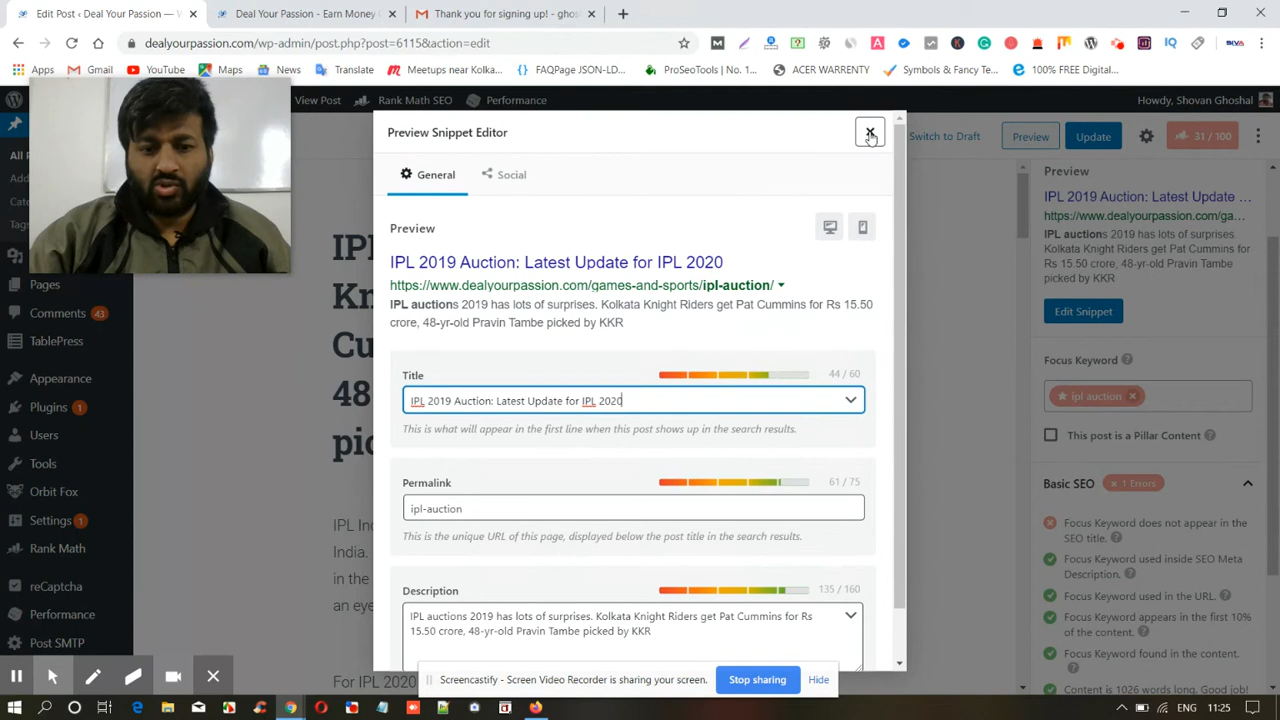 Edit Post ‹ Deal Your Passion — W
Deal Your Passion - Earn Money O
Thank you for signing up! - ghos
dealyourpassion.com/wp-admin/post.php?post=6115&action=edit
Apps
Gmail
YouTube
Maps
News
Translate
Meetups near Kolka...
FAQPage JSON-LD...
ProSeoTools | No. 1...
ACER WARRENTY
Symbols & Fancy Te...
100% FREE Digital...
View Post
Rank Math SEO
Performance
Howdy, Shovan Ghoshal
Preview Snippet Editor
Switch to Draft
Preview
Update
31 / 100
General
Social
Preview
IPL 2019 Auction: Latest Update for IPL 2020
https://www.dealyourpassion.com/games-and-sports/ipl-auction/
IPL auctions 2019 has lots of surprises. Kolkata Knight Riders get Pat Cummins for Rs 15.50
crore, 48-yr-old Pravin Tambe picked by KKR
Title
44 / 60
IPL 2019 Auction: Latest Update for IPL 2020
This is what will appear in the first line when this post shows up in the search results.
Permalink
61 / 75
ipl-auction
This is the unique URL of this page, displayed below the post title in the search results.
Description
135 / 160
IPL auctions 2019 has lots of surprises. Kolkata Knight Riders get Pat Cummins for Rs
15.50 crore, 48-yr-old Pravin Tambe picked by KKR
Preview
IPL 2019 Auction: Latest Update ...
https://www.dealyourpassion.com/ga...
IPL auctions 2019 has lots of surprises.
Kolkata Knight Riders get Pat Cummins for
Rs 15.50 crore, 48-yr-old Pravin Tambe
picked by KKR
Edit Snippet
Focus Keyword
ipl auction
This post is a Pillar Content
Basic SEO
1 Errors
Focus Keyword does not appear in the
SEO title.
Focus Keyword used inside SEO Meta
Description.
Focus Keyword used in the URL.
Focus Keyword appears in the first 10%
of the content.
Focus Keyword found in the content.
Content is 1026 words long. Good job!
Pages
Comments 43
TablePress
Appearance
Plugins 1
Users
Tools
Orbit Fox
Settings 1
Rank Math
reCaptcha
Performance
Post SMTP
IPL
Kn
Cu
48
pic
IPL In
India.
in the
an eye
For IPL 2020
Screencastify - Screen Video Recorder is sharing your screen.
Stop sharing
Hide
ENG
11:25